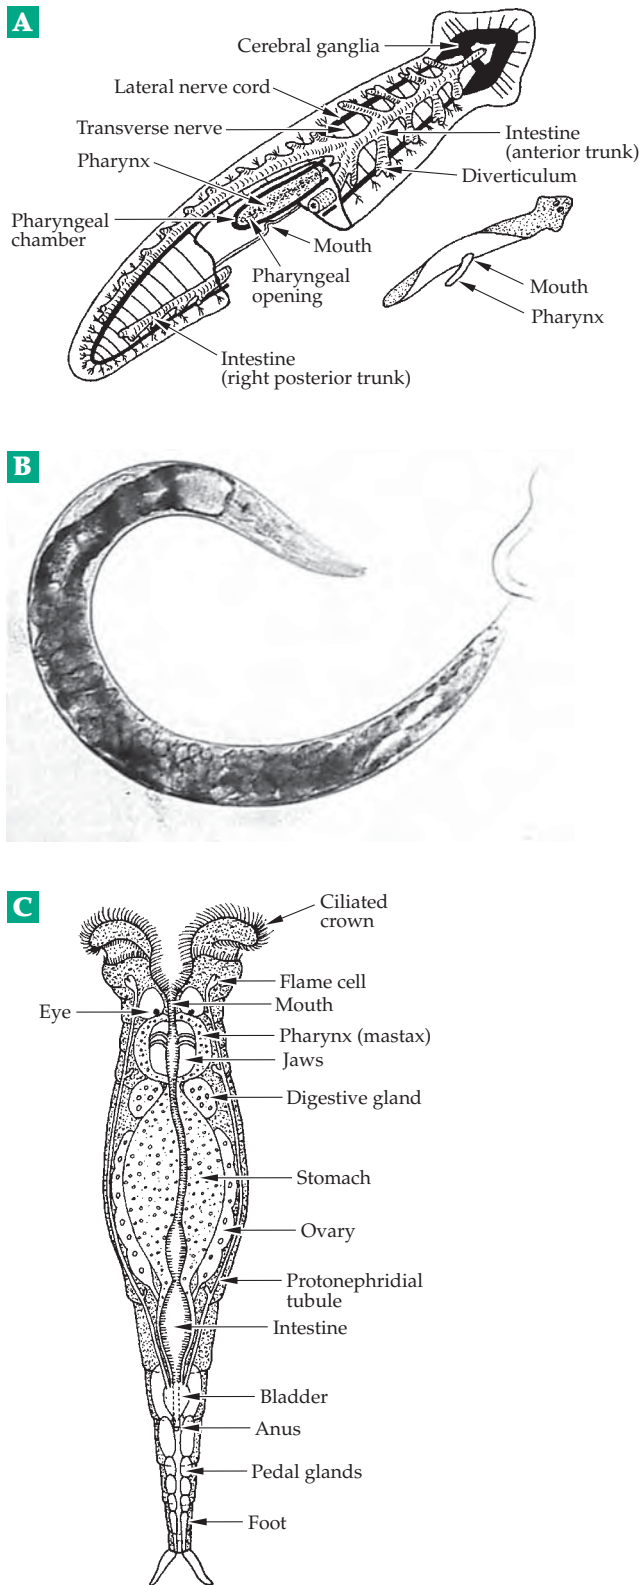 A
Cerebral ganglia
Lateral nerve cord
Transverse nerve
Intestine
(anterior trunk)
Pharynx
Diverticulum
Pharyngeal
chamber
Mouth
Pharyngeal
opening
Mouth
Pharynx
Intestine
(right posterior trunk)
B
C
Ciliated
crown
Flame cell
Mouth
Eye
Pharynx (mastax)
Jaws
Digestive gland
Stomach
Ovary
Protonephridial
tubule
Intestine
Bladder
Anus
Pedal glands
Foot